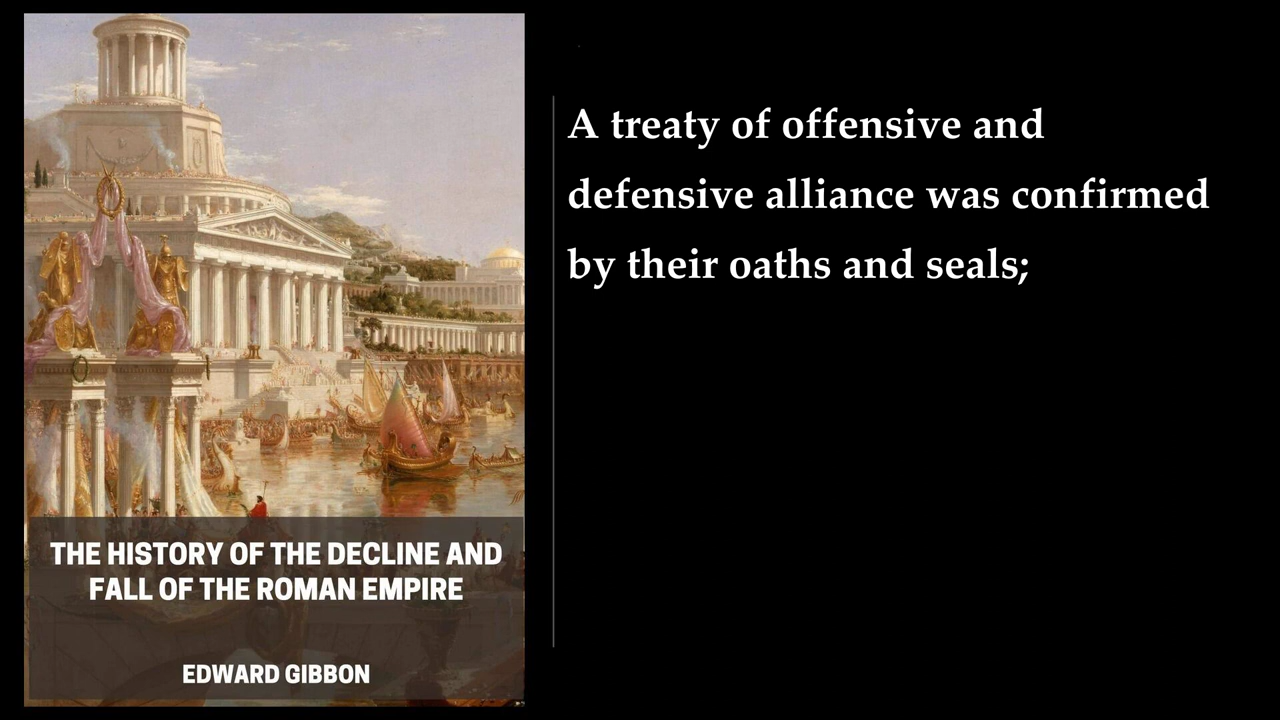 THE HISTORY OF THE DECLINE AND
FALL OF THE ROMAN EMPIRE
EDWARD GIBBON
A treaty of offensive and
defensive alliance was confirmed
by their oaths and seals;